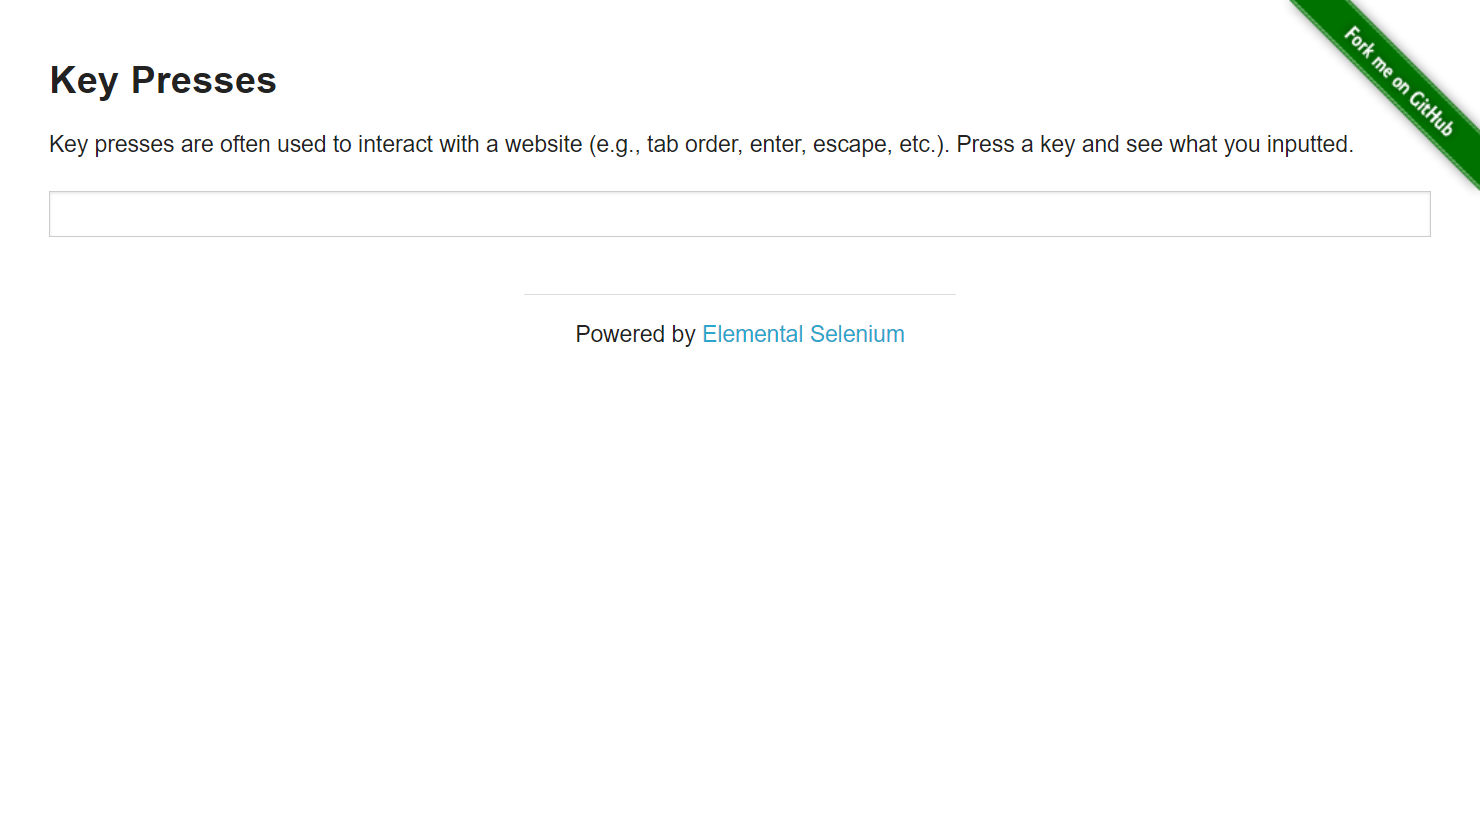 Fork me on GitHub
Key Presses
Key presses are often used to interact with a website (e.g., tab order, enter, escape, etc.). Press a key and see what you inputted.
Powered by Elemental Selenium